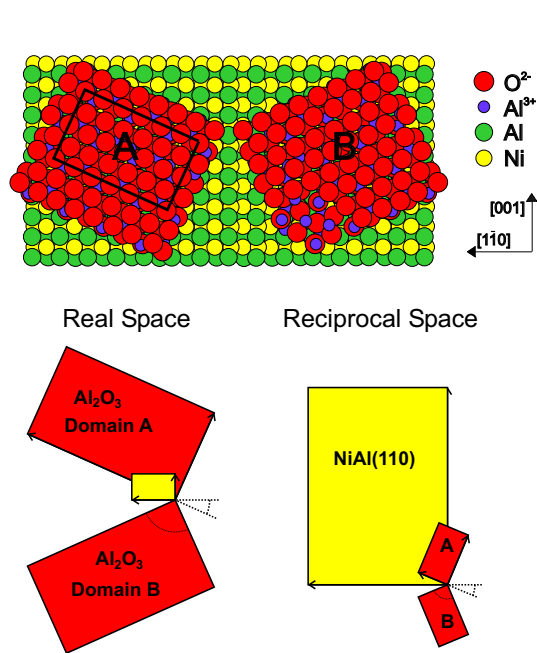 A
B
O²⁻
Al³⁺
Al
Ni
[001]
[11̄0]
Real Space
Reciprocal Space
Al₂O₃
Domain A
NiAl(110)
A
Al₂O₃
Domain B
B